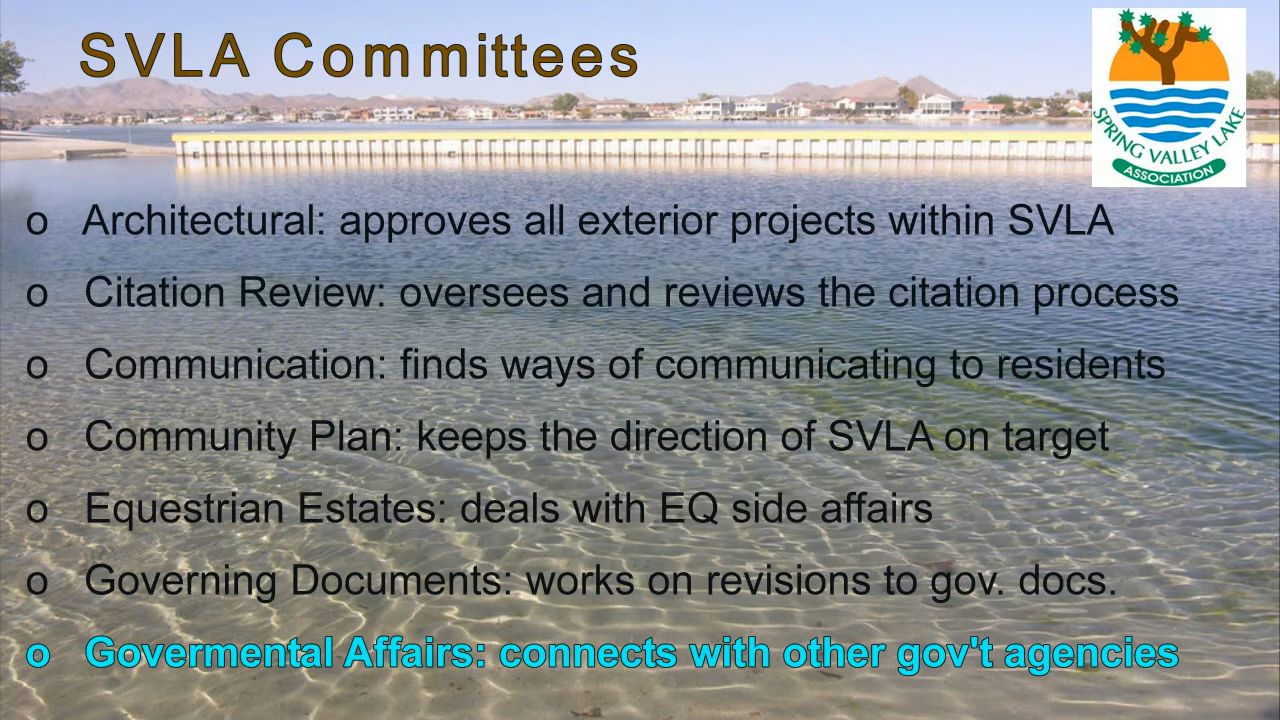 SVLA Committees
SPRING VALLEY LAKE
ASSOCIATION
o Architectural: approves all exterior projects within SVLA
o Citation Review: oversees and reviews the citation process
o Communication: finds ways of communicating to residents
o Community Plan: keeps the direction of SVLA on target
o Equestrian Estates: deals with EQ side affairs
o Governing Documents: works on revisions to gov. docs.
o Govermental Affairs: connects with other gov't agencies